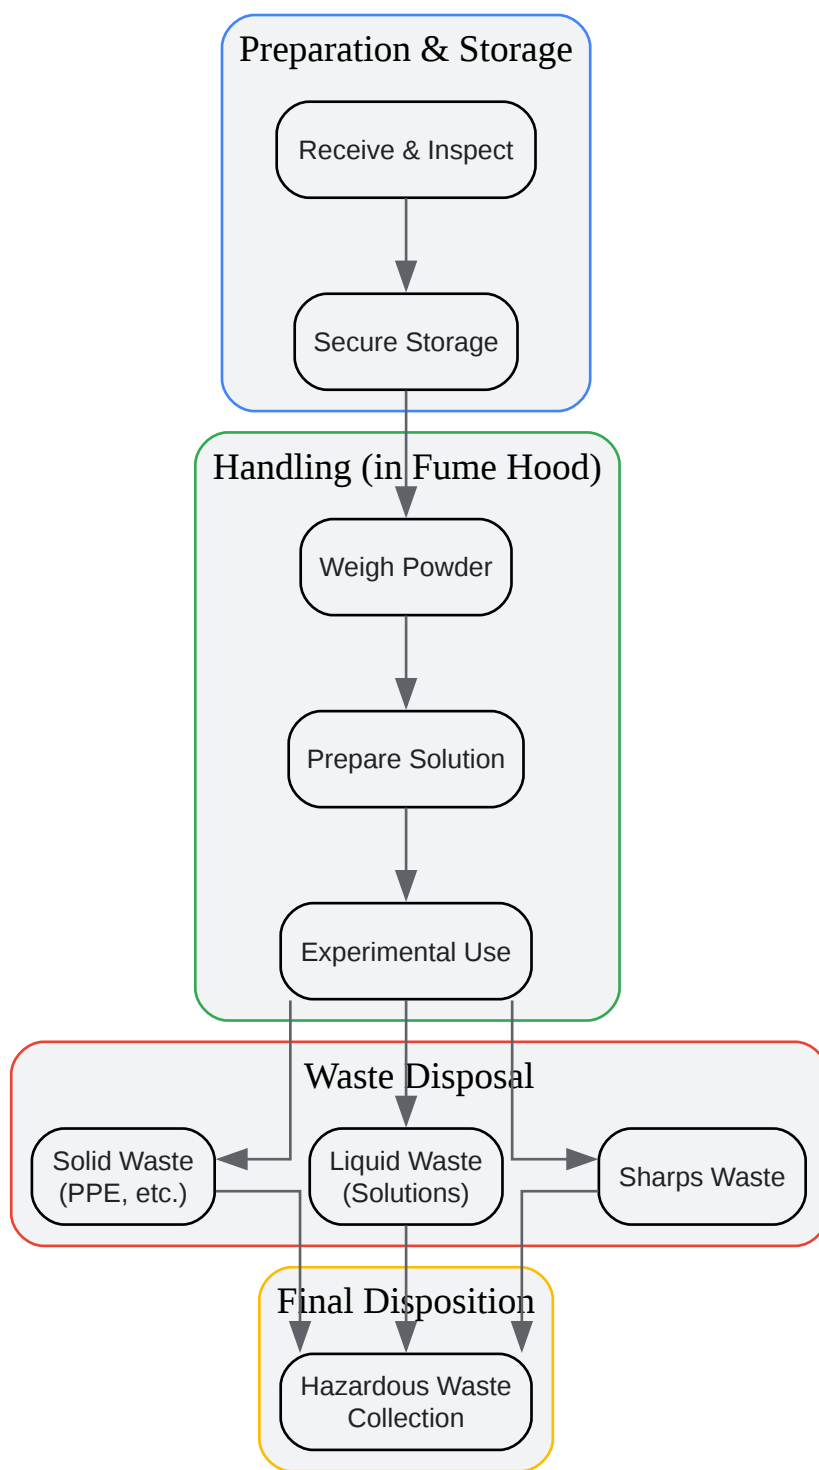 Preparation & Storage
Receive & Inspect
Secure Storage
Handling (in Fume Hood)
Weigh Powder
Prepare Solution
Experimental Use
Waste Disposal
Solid Waste
(PPE, etc.)
Liquid Waste
(Solutions)
Sharps Waste
Final Disposition
Hazardous Waste
Collection